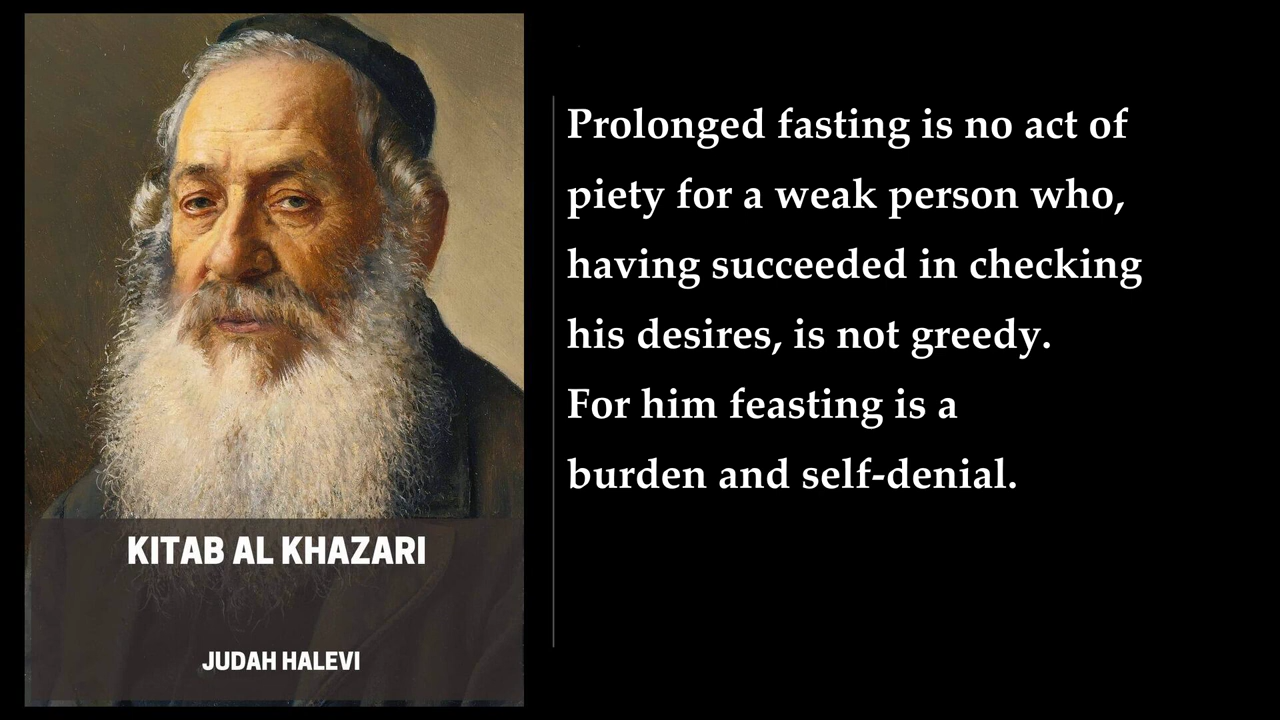 KITAB AL KHAZARI
JUDAH HALEVI
Prolonged fasting is no act of
piety for a weak person who,
having succeeded in checking
his desires, is not greedy.
For him feasting is a
burden and self-denial.